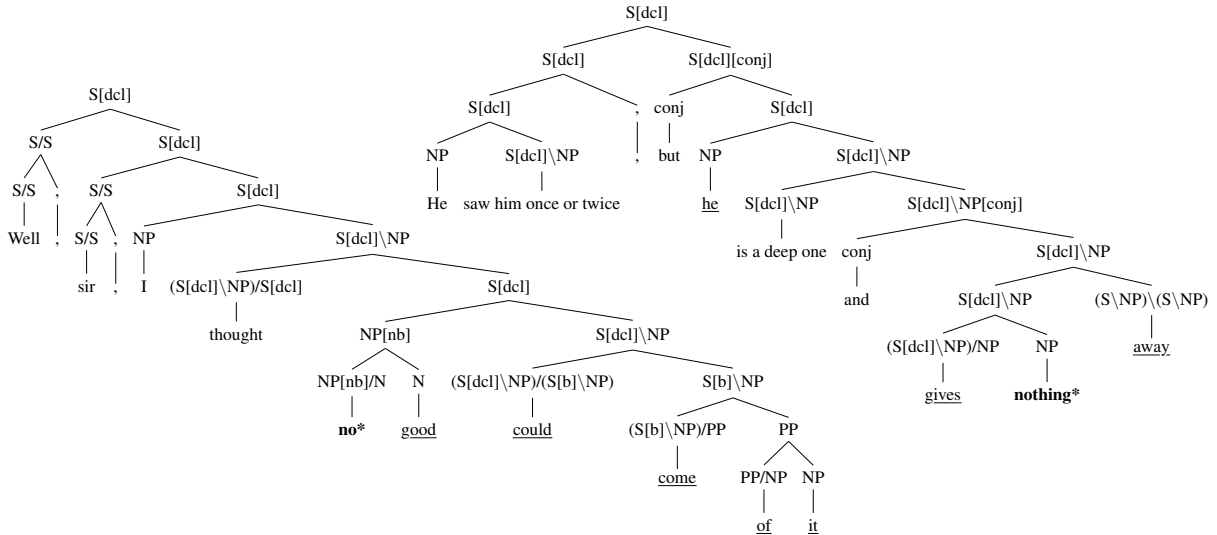 S[dcl]
S/S S[dcl]
S/S , S/S S[dcl]
Well , S/S , NP S[dcl]\NP
sir , I (S[dcl]\NP)/S[dcl] S[dcl]
thought NP[nb] S[dcl]\NP
NP[nb]/N N (S[dcl]\NP)/(S[b]\NP) S[b]\NP
no* good could (S[b]\NP)/PP PP
come PP/NP NP
of it
S[dcl]
S[dcl] S[dcl][conj]
S[dcl] , conj S[dcl]
NP S[dcl]\NP , but NP S[dcl]\NP
He saw him once or twice he S[dcl]\NP S[dcl]\NP[conj]
is a deep one conj S[dcl]\NP
and S[dcl]\NP (S\NP)\(S\NP)
(S[dcl]\NP)/NP NP away
gives nothing*